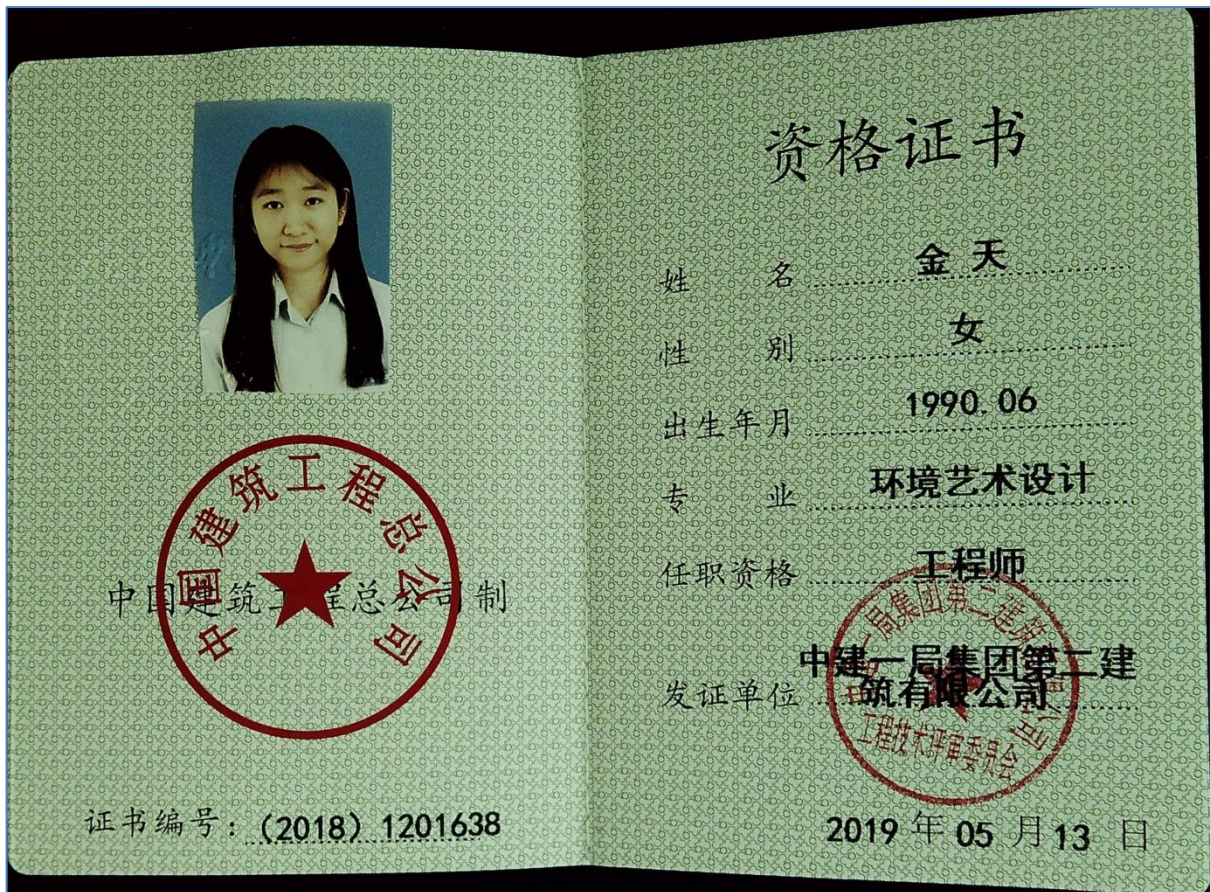 中国建筑工程总公司
中国建筑工程总公司制
证书编号：（2018）1201638
资格证书
姓名 金天
性别 女
出生年月 1990.06
专业 环境艺术设计
任职资格 工程师
发证单位 中建一局集团第二建
筑有限公司
工程技术评审委员会
2019 年 05 月 13 日